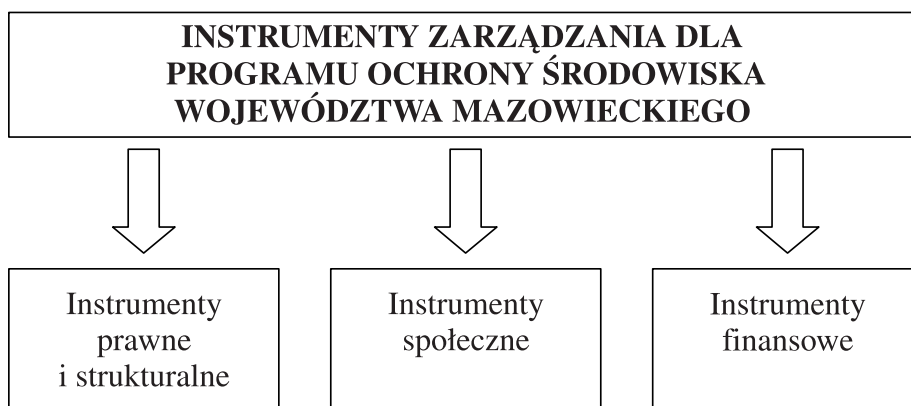 INSTRUMENTY ZARZĄDZANIA DLA
PROGRAMU OCHRONY ŚRODOWISKA
WOJEWÓDZTWA MAZOWIECKIEGO
Instrumenty
prawne
i strukturalne
Instrumenty
społeczne
Instrumenty
finansowe